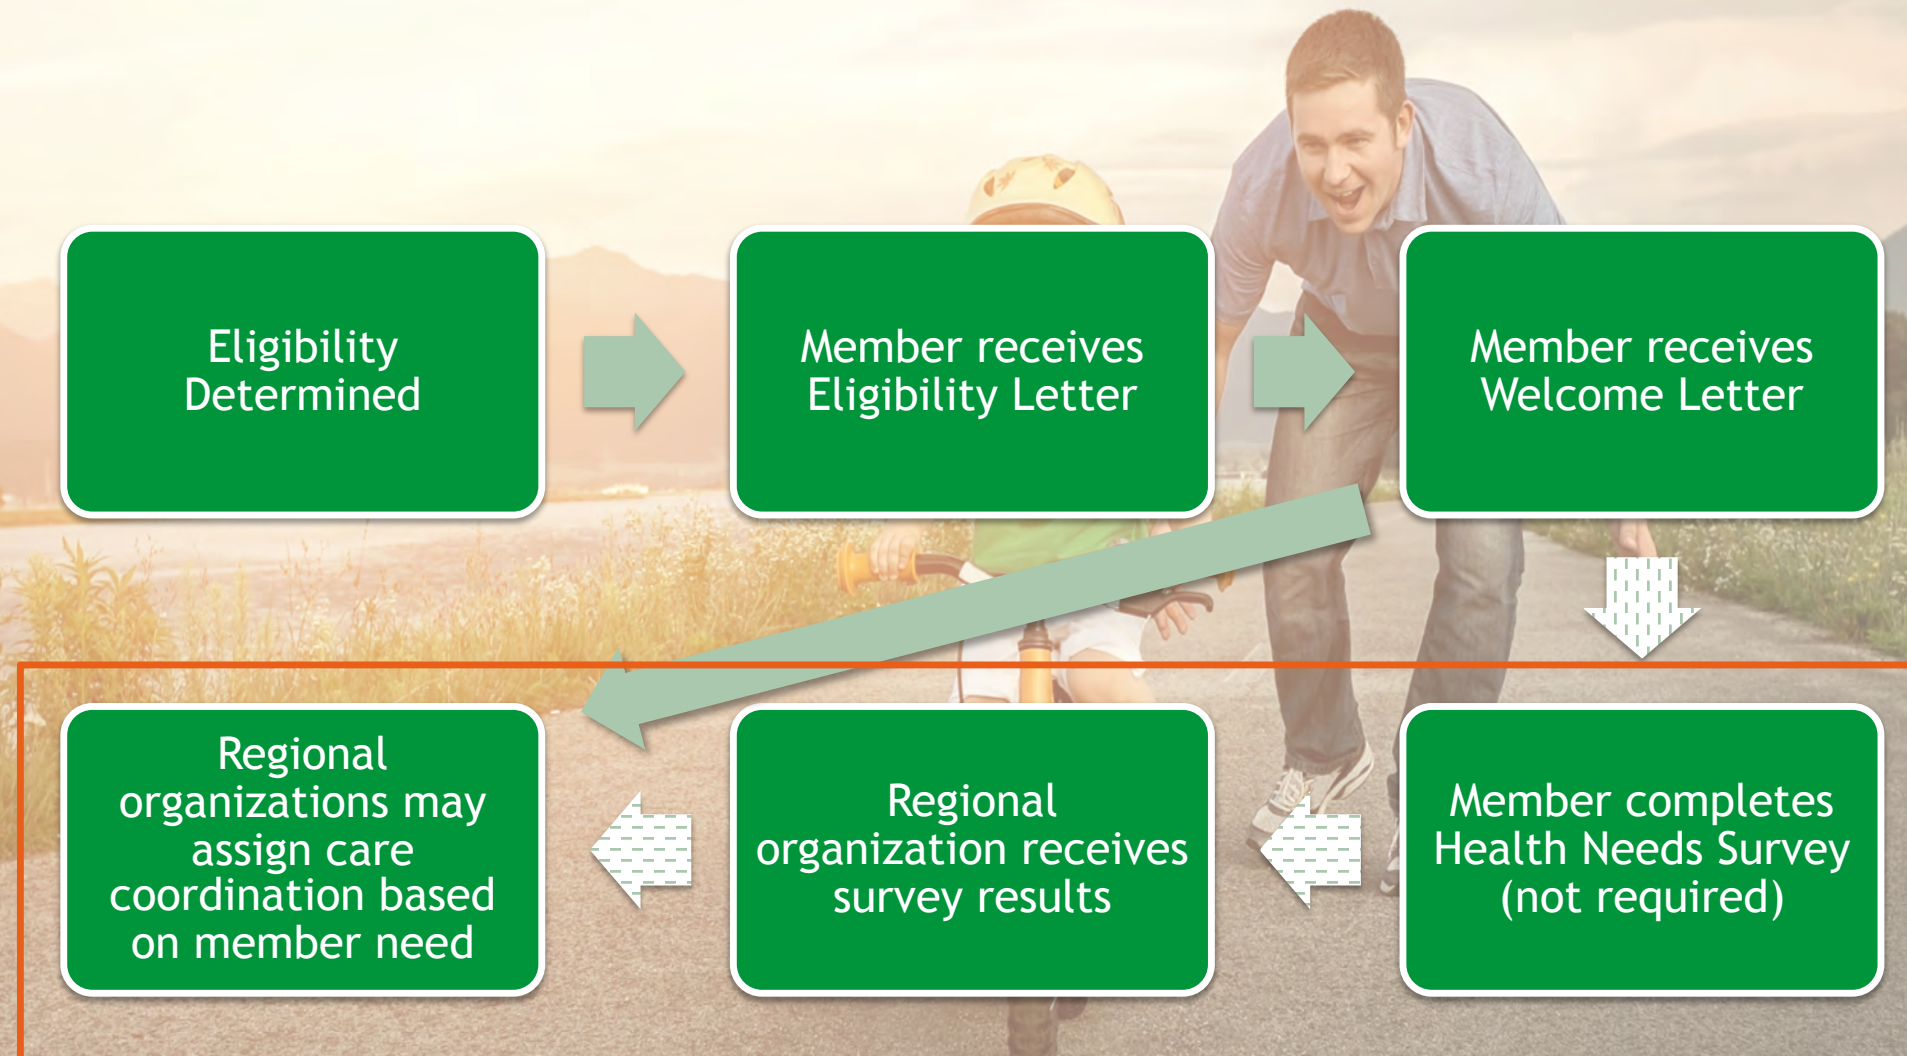 Eligibility
Determined
Member receives
Eligibility Letter
Member receives
Welcome Letter
Regional
organizations may
assign care
coordination based
on member need
Regional
organization receives
survey results
Member completes
Health Needs Survey
(not required)